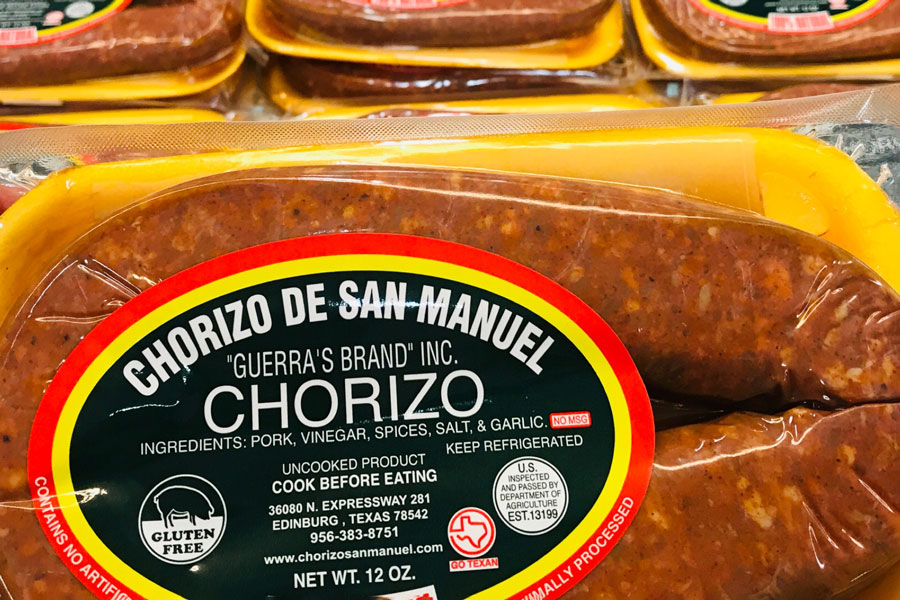 CHORIZO DE SAN MANUEL
"GUERRA'S BRAND" INC.
CHORIZO
INGREDIENTS: PORK, VINEGAR, SPICES, SALT, & GARLIC. NO MSG
KEEP REFRIGERATED
UNCOOKED PRODUCT
COOK BEFORE EATING
36080 N. EXPRESSWAY 281
EDINBURG , TEXAS 78542
956-383-8751
www.chorizosanmanuel.com
NET WT. 12 OZ.
GLUTEN
FREE
GO TEXAN
U.S.
INSPECTED
AND PASSED BY
DEPARTMENT OF
AGRICULTURE
EST.13199
CONTAINS NO
PROCESSED